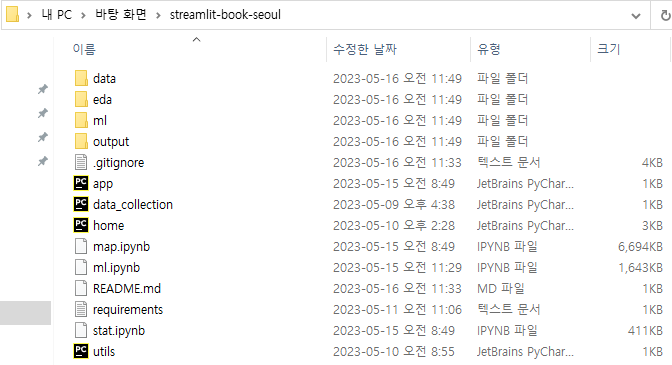 내 PC > 바탕 화면 > streamlit-book-seoul
이름 수정한 날짜 유형 크기
data 2023-05-16 오전 11:49 파일 폴더
eda 2023-05-16 오전 11:49 파일 폴더
ml 2023-05-16 오전 11:49 파일 폴더
output 2023-05-16 오전 11:49 파일 폴더
.gitignore 2023-05-16 오전 11:33 텍스트 문서 4KB
PC app 2023-05-15 오전 8:49 JetBrains PyChar... 1KB
PC data_collection 2023-05-09 오후 4:38 JetBrains PyChar... 1KB
PC home 2023-05-10 오후 2:28 JetBrains PyChar... 3KB
map.ipynb 2023-05-15 오전 8:49 IPYNB 파일 6,694KB
ml.ipynb 2023-05-15 오전 11:29 IPYNB 파일 1,643KB
README.md 2023-05-16 오전 11:33 MD 파일 1KB
requirements 2023-05-11 오전 11:06 텍스트 문서 1KB
stat.ipynb 2023-05-15 오전 8:49 IPYNB 파일 411KB
PC utils 2023-05-10 오전 8:55 JetBrains PyChar... 1KB